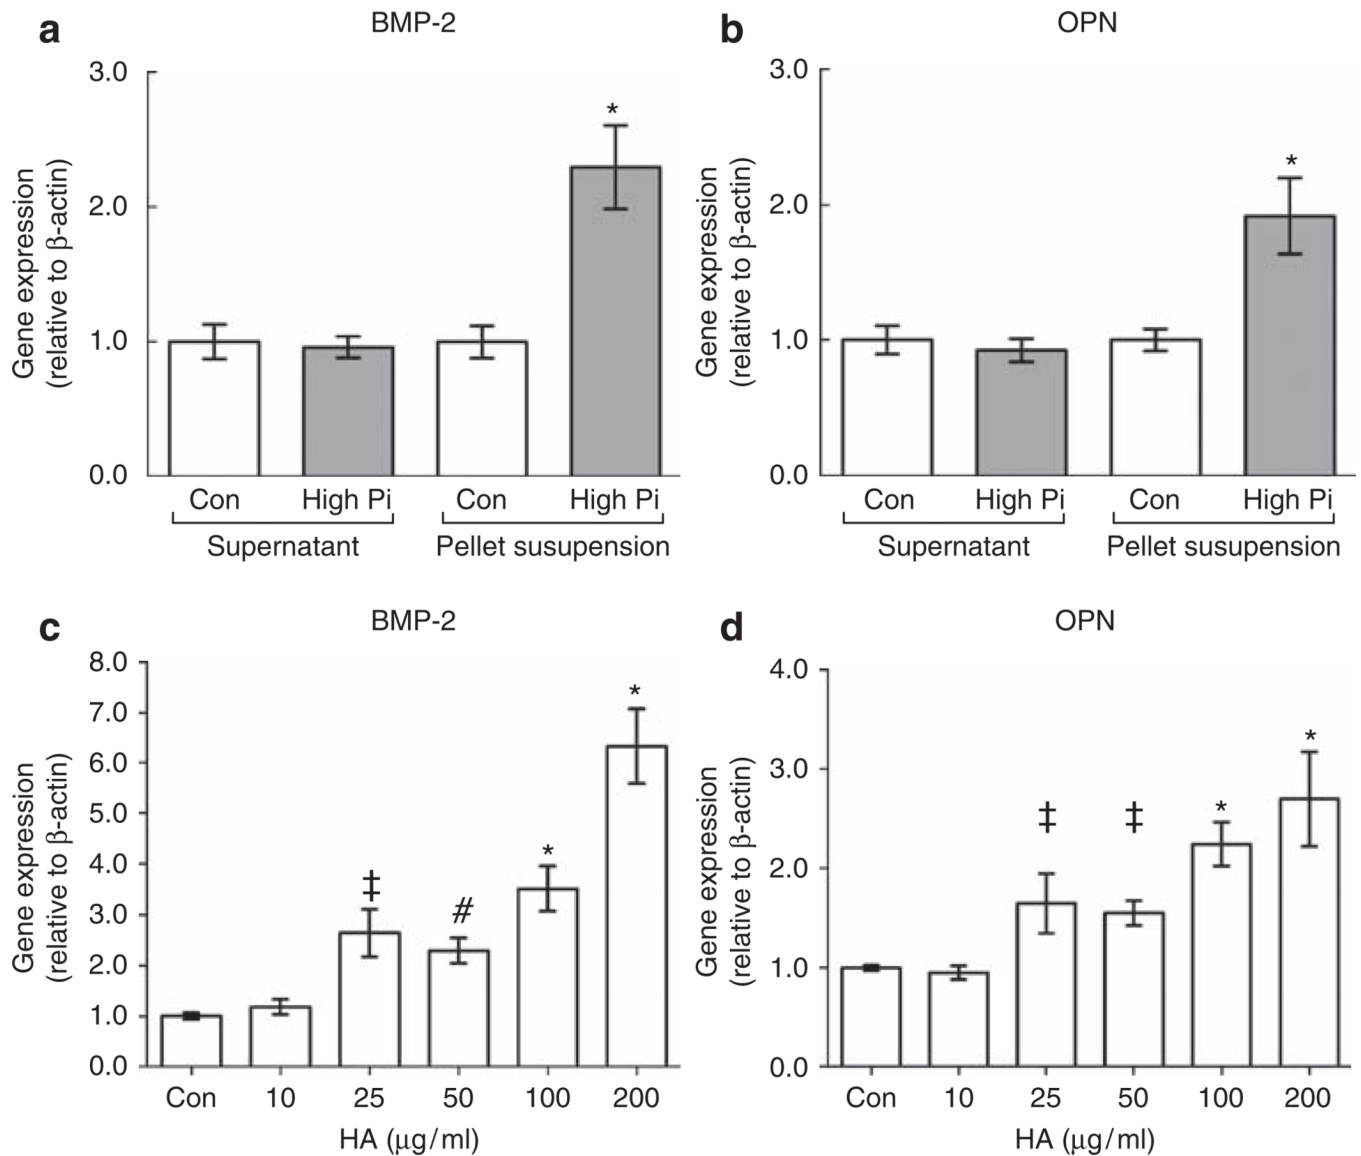 a
BMP-2
Gene expression
(relative to β-actin)
3.0
2.0
1.0
0.0
*
Con
High Pi
Con
High Pi
Supernatant
Pellet susupension
b
OPN
Gene expression
(relative to β-actin)
3.0
2.0
1.0
0.0
*
Con
High Pi
Con
High Pi
Supernatant
Pellet susupension
c
BMP-2
Gene expression
(relative to β-actin)
8.0
7.0
6.0
5.0
4.0
3.0
2.0
1.0
0.0
‡
#
*
*
Con
10
25
50
100
200
HA (μg/ml)
d
OPN
Gene expression
(relative to β-actin)
4.0
3.0
2.0
1.0
0.0
‡
‡
*
*
Con
10
25
50
100
200
HA (μg/ml)